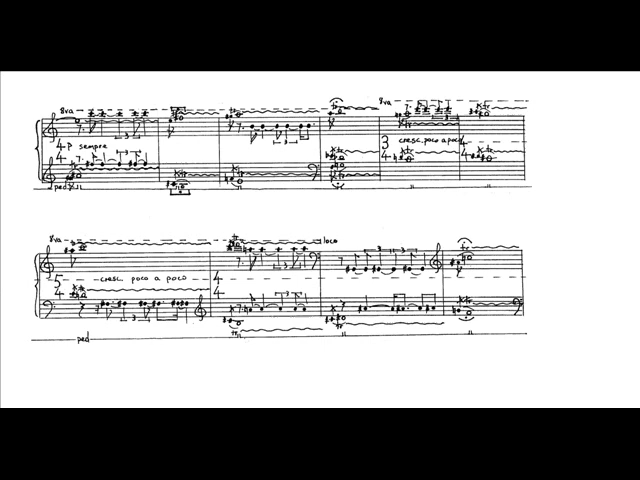 8va 8va
4 P sempre 3 cresc. poco a poco 4
4 4 4
ped.
8va loco
5 cresc. poco a poco 4
4 4
ped